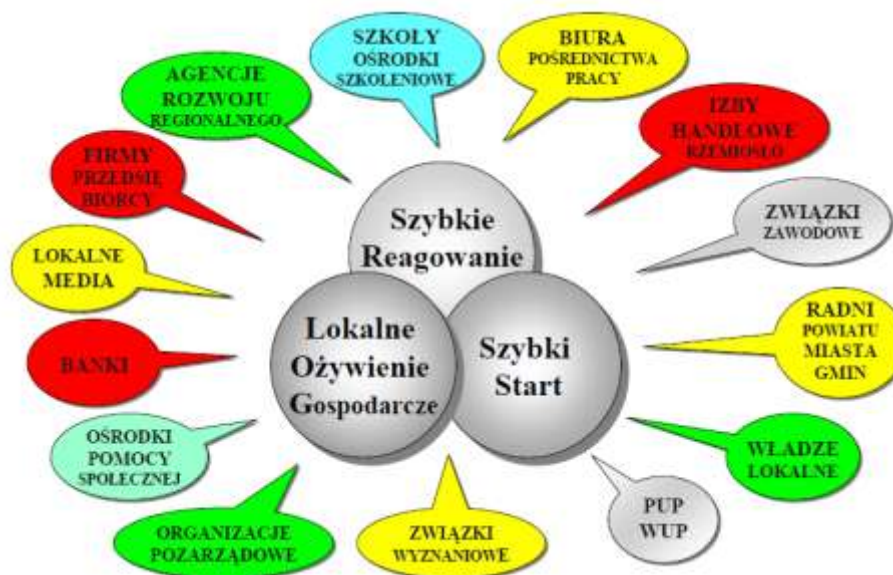 SZKOŁY
OŚRODKI
SZKOLENIOWE
BIURA
POŚREDNICTWA
PRACY
AGENCJE
ROZWOJU
REGIONALNEGO
IZBY
HANDLOWE
RZEMIOSŁO
FIRMY
PRZEDSIĘ
BIORCY
ZWIĄZKI
ZAWODOWE
LOKALNE
MEDIA
Szybkie
Reagowanie
RADNI
POWIATU
MIASTA
GMIN
BANKI
Lokalne
Ożywienie
Gospodarcze
Szybki
Start
OŚRODKI
POMOCY
SPOŁECZNEJ
WŁADZE
LOKALNE
ORGANIZACJE
POZARZĄDOWE
ZWIĄZKI
WYZNANIOWE
PUP
WUP